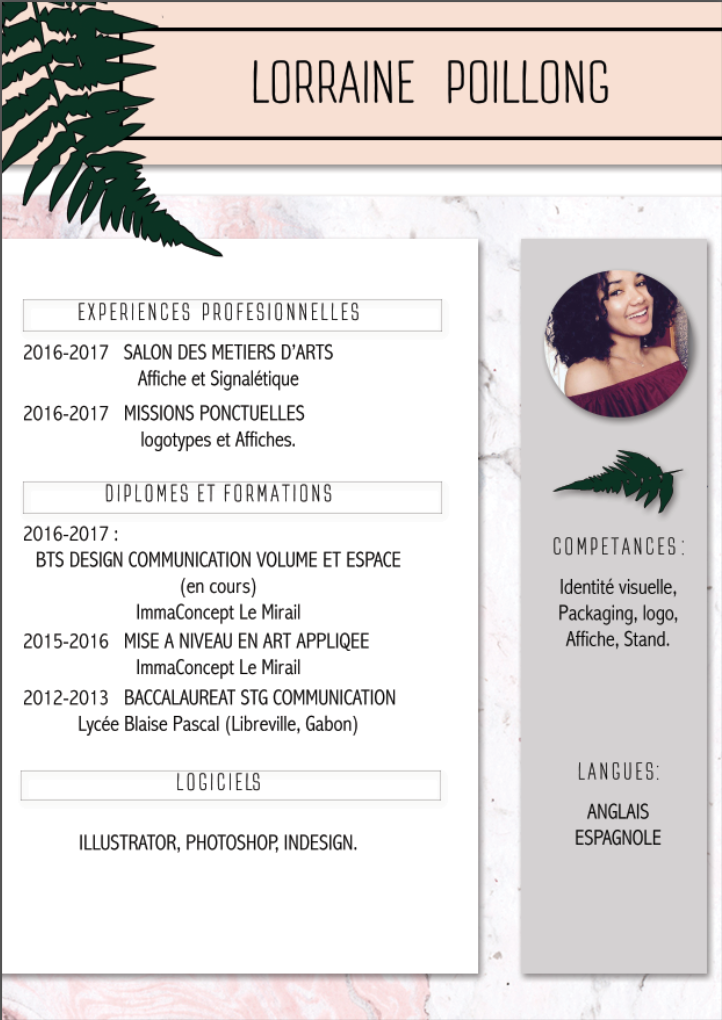 LORRAINE POILLONG
EXPERIENCES PROFESIONNELLES
2016-2017 SALON DES METIERS D'ARTS
Affiche et Signalétique
2016-2017 MISSIONS PONCTUELLES
logotypes et Affiches.
DIPLOMES ET FORMATIONS
2016-2017 :
BTS DESIGN COMMUNICATION VOLUME ET ESPACE
(en cours)
ImmaConcept Le Mirail
2015-2016 MISE A NIVEAU EN ART APPLIQEE
ImmaConcept Le Mirail
2012-2013 BACCALAUREAT STG COMMUNICATION
Lycée Blaise Pascal (Libreville, Gabon)
LOGICIELS
ILLUSTRATOR, PHOTOSHOP, INDESIGN.
COMPETANCES:
Identité visuelle,
Packaging, logo,
Affiche, Stand.
LANGUES:
ANGLAIS
ESPAGNOLE